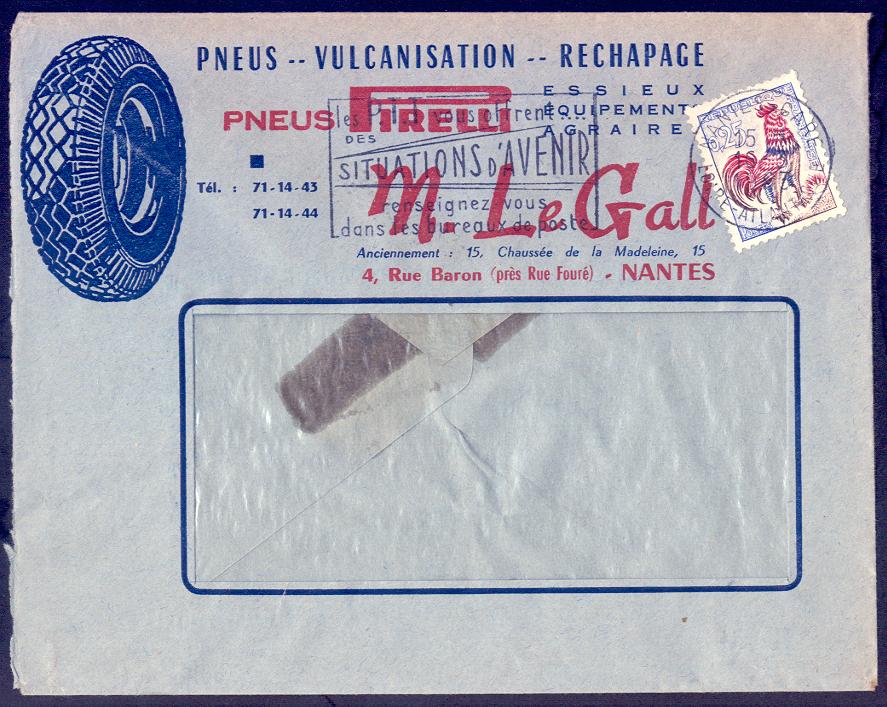 PNEUS -- VULCANISATION -- RECHAPAGE
ESSIEUX
PNEUS PIRELLI
ÉQUIPEMENTS
AGRAIRE
Tél. : 71-14-43
71-14-44
M. Le Gall
Anciennement : 15, Chaussée de la Madeleine, 15
4, Rue Baron (près Rue Fouré) - NANTES
les P.T.T. vous offrent...
DES
SITUATIONS D'AVENIR
renseignez vous
dans les bureaux de poste
0,25